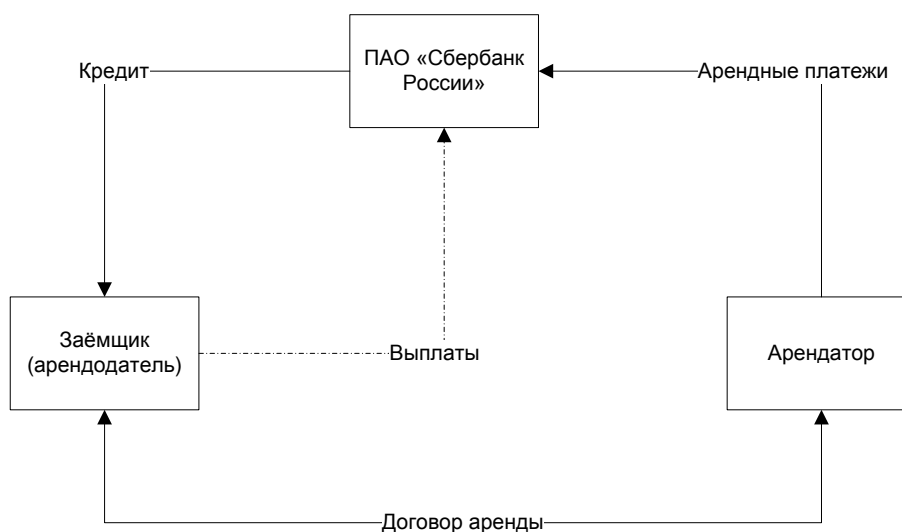 ПАО «Сбербанк
России»
Кредит
Арендные платежи
Заёмщик
(арендодатель)
Выплаты
Арендатор
Договор аренды